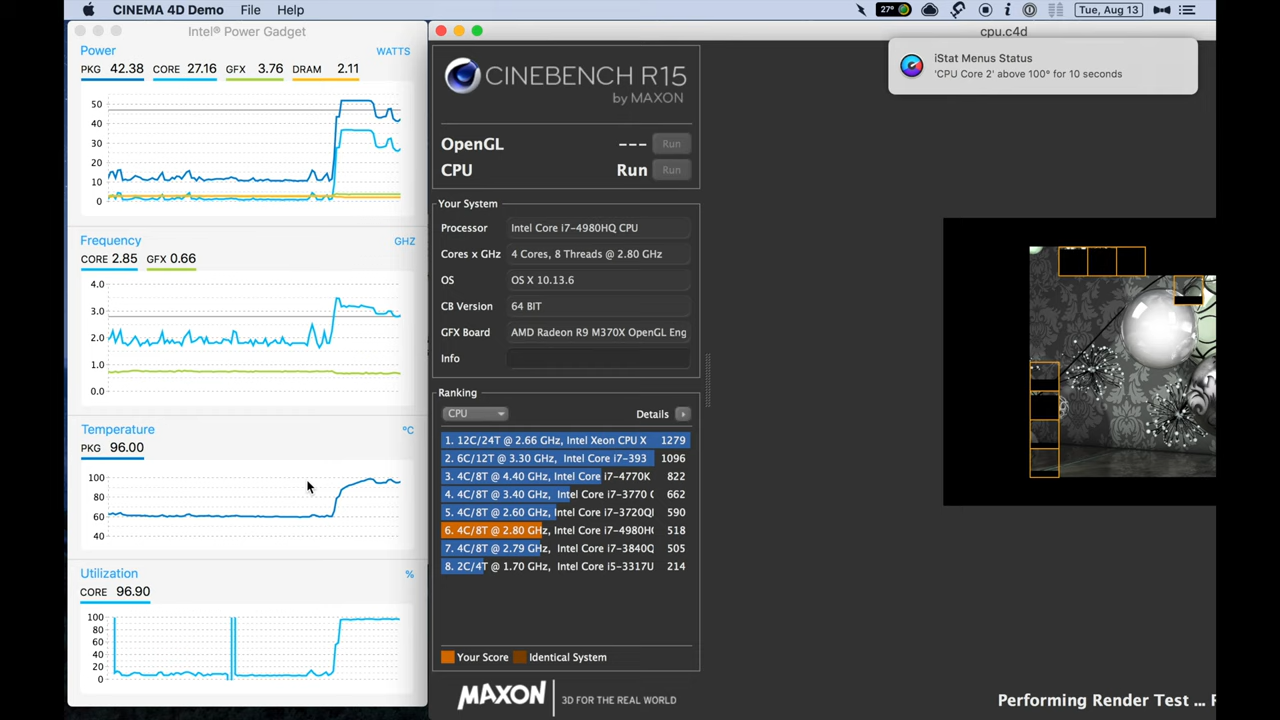 CINEMA 4D Demo File Help
27° Tue, Aug 13
Intel® Power Gadget
Power WATTS
PKG 42.38 CORE 27.16 GFX 3.76 DRAM 2.11
50
40
30
20
10
0
Frequency GHZ
CORE 2.85 GFX 0.66
4.0
3.0
2.0
1.0
0.0
Temperature °C
PKG 96.00
100
80
60
40
Utilization %
CORE 96.90
100
80
60
40
20
0
cpu.c4d
iStat Menus Status
'CPU Core 2' above 100° for 10 seconds
CINEBENCH R15
by MAXON
OpenGL --- Run
CPU Run Run
Your System
Processor Intel Core i7-4980HQ CPU
Cores x GHz 4 Cores, 8 Threads @ 2.80 GHz
OS OS X 10.13.6
CB Version 64 BIT
GFX Board AMD Radeon R9 M370X OpenGL Eng
Info
Ranking
CPU Details
1. 12C/24T @ 2.66 GHz, Intel Xeon CPU X 1279
2. 6C/12T @ 3.30 GHz, Intel Core i7-393 1096
3. 4C/8T @ 4.40 GHz, Intel Core i7-4770K 822
4. 4C/8T @ 3.40 GHz, Intel Core i7-3770 662
5. 4C/8T @ 2.60 GHz, Intel Core i7-3720QI 590
6. 4C/8T @ 2.80 GHz, Intel Core i7-4980H 518
7. 4C/8T @ 2.79 GHz, Intel Core i7-3840Q 505
8. 2C/4T @ 1.70 GHz, Intel Core i5-3317U 214
Your Score Identical System
MAXON 3D FOR THE REAL WORLD
Performing Render Test ...